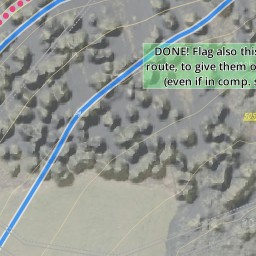 DONE! Flag also this
route, to give them o
(even if in comp. s